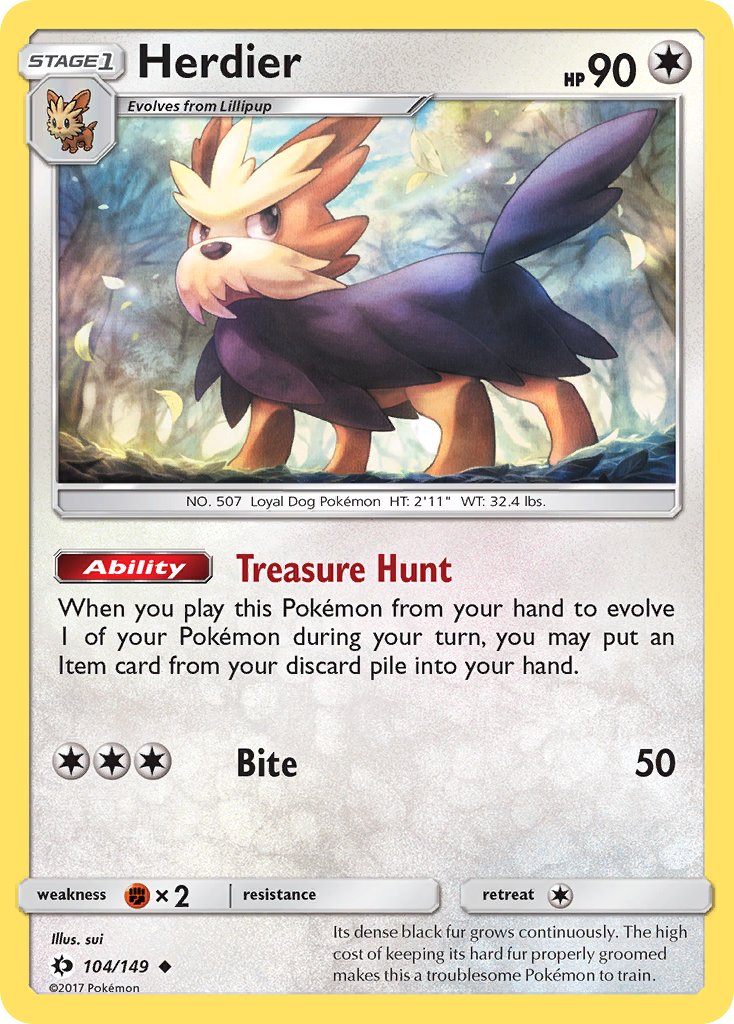 STAGE1
Herdier
HP 90
Evolves from Lillipup
NO. 507 Loyal Dog Pokémon HT: 2'11" WT: 32.4 lbs.
Ability Treasure Hunt
When you play this Pokémon from your hand to evolve
1 of your Pokémon during your turn, you may put an
Item card from your discard pile into your hand.
Bite 50
weakness × 2 resistance retreat
Illus. sui
104/149
©2017 Pokémon
Its dense black fur grows continuously. The high
cost of keeping its hard fur properly groomed
makes this a troublesome Pokémon to train.